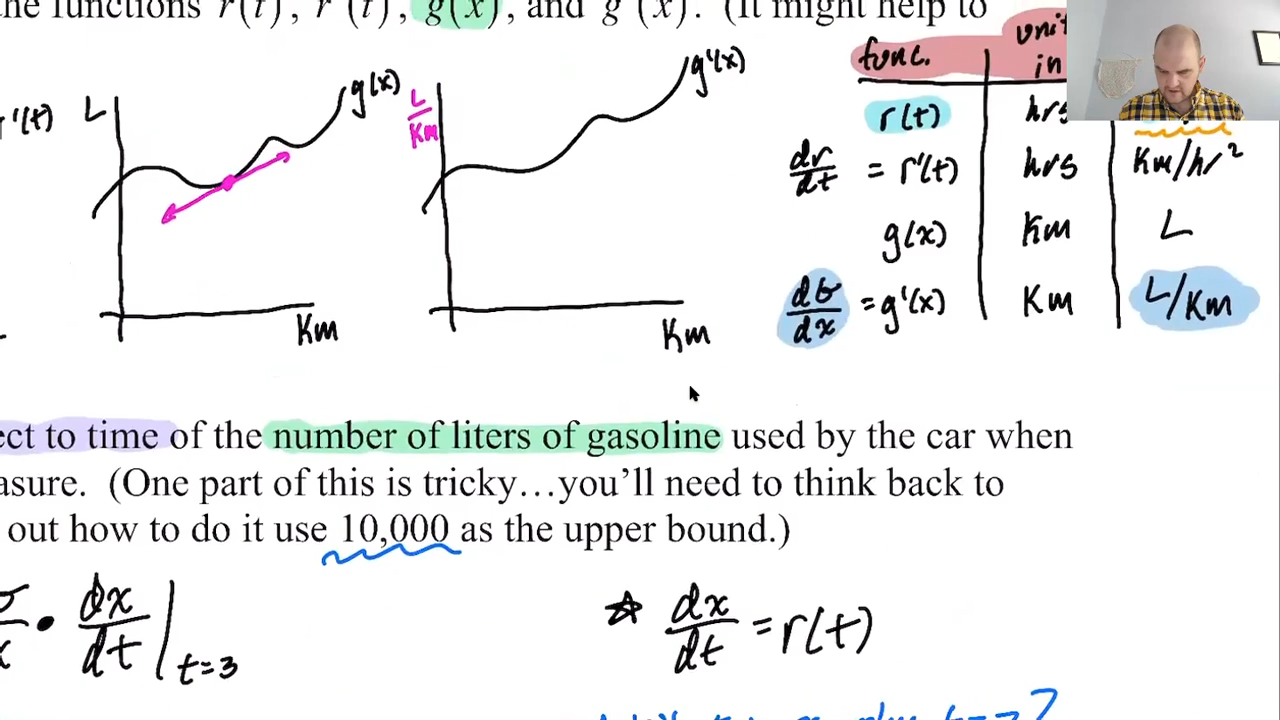 the functions r(t), r'(t), g(x), and g'(x). (It might help to
r'(t)
L
g(x)
Km
L/Km
g'(x)
Km
func. in
r(t) hrs
dr/dt = r'(t) hrs Km/hr²
g(x) Km L
dG/dx = g'(x) Km L/Km
ect to time of the number of liters of gasoline used by the car when
asure. (One part of this is tricky…you'll need to think back to
out how to do it use 10,000 as the upper bound.)
• dx/dt | t=3
☆ dx/dt = r(t)